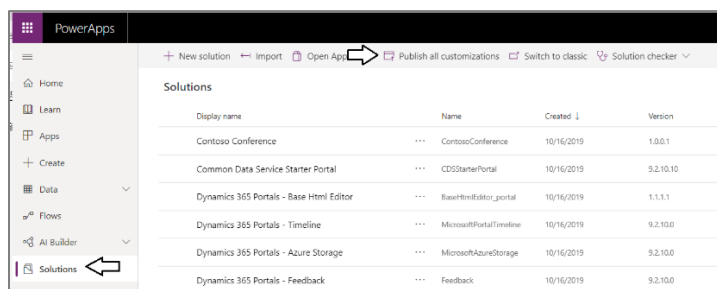 PowerApps
New solution Import Open App Publish all customizations Switch to classic Solution checker
Home
Learn
Apps
Create
Data
Flows
AI Builder
Solutions
Solutions
Display name Name Created Version
Contoso Conference ... ContosoConference 10/16/2019 1.0.0.1
Common Data Service Starter Portal ... CDSStarterPortal 10/16/2019 9.2.10.10
Dynamics 365 Portals - Base Html Editor ... BaseHtmlEditor_portal 10/16/2019 1.1.1.1
Dynamics 365 Portals - Timeline ... MicrosoftPortalTimeline 10/16/2019 9.2.10.0
Dynamics 365 Portals - Azure Storage ... MicrosoftAzureStorage 10/16/2019 9.2.10.0
Dynamics 365 Portals - Feedback ... Feedback 10/16/2019 9.2.10.0